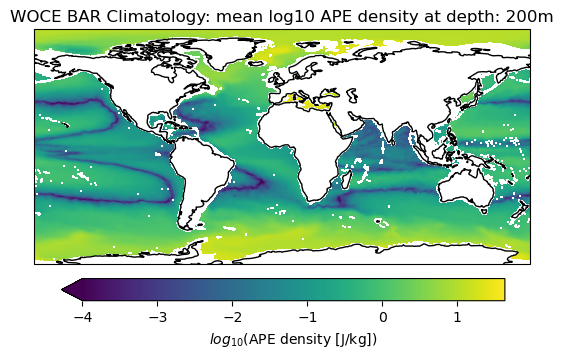 WOCE BAR Climatology: mean log10 APE density at depth: 200m
−4 −3 −2 −1 0 1
log10(APE density [J/kg])